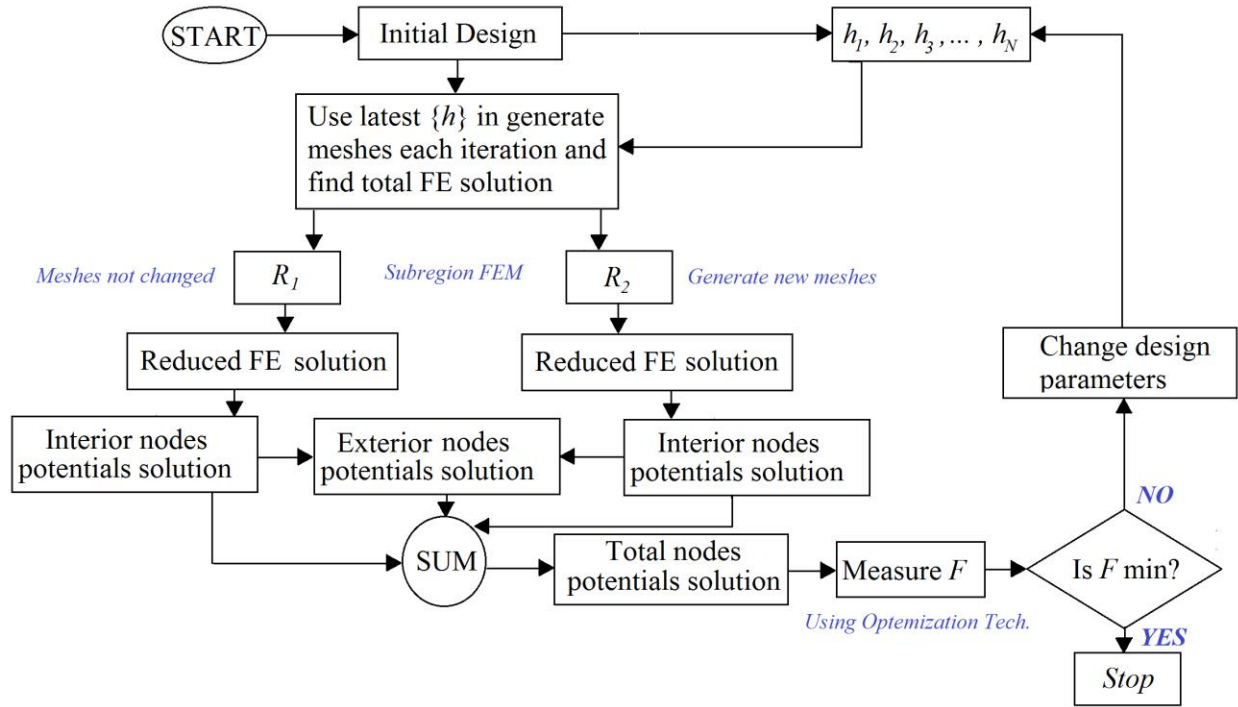 START
Initial Design
h1, h2, h3 ,... , hN
Use latest {h} in generate
meshes each iteration and
find total FE solution
Meshes not changed
R1
Subregion FEM
R2
Generate new meshes
Reduced FE solution
Reduced FE solution
Change design
parameters
Interior nodes
potentials solution
Exterior nodes
potentials solution
Interior nodes
potentials solution
NO
SUM
Total nodes
potentials solution
Measure F
Is F min?
Using Optemization Tech.
YES
Stop